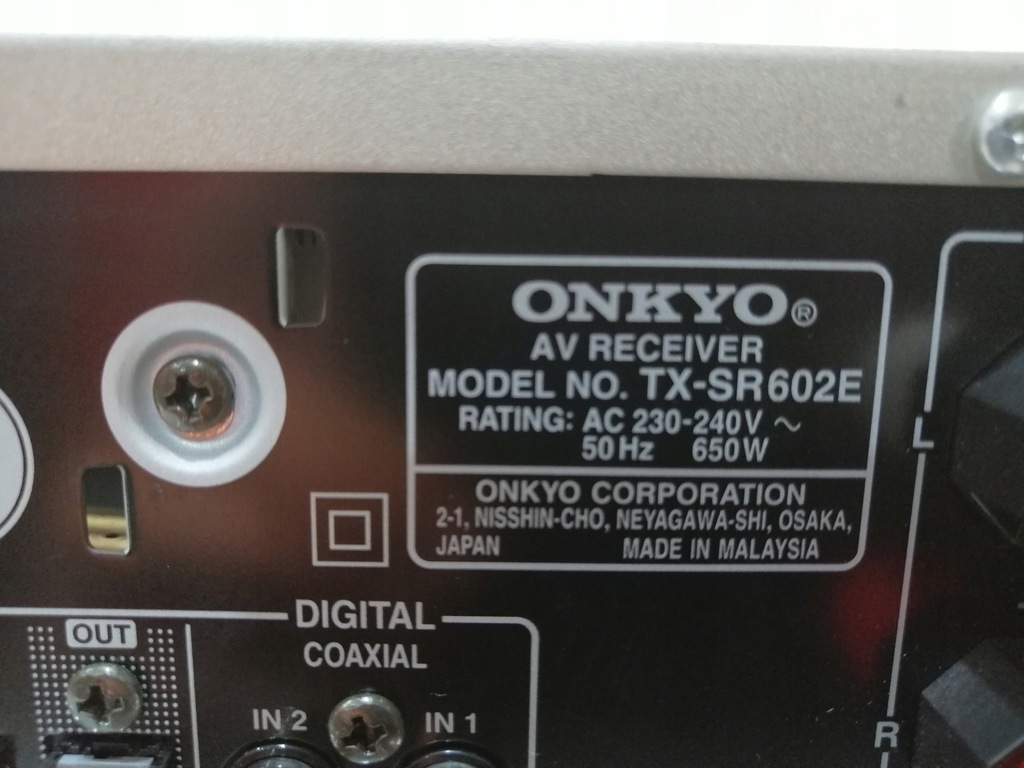 ONKYO®
AV RECEIVER
MODEL NO. TX-SR602E
RATING: AC 230-240V ~
50Hz 650W
ONKYO CORPORATION
2-1, NISSHIN-CHO, NEYAGAWA-SHI, OSAKA,
JAPAN MADE IN MALAYSIA
L
DIGITAL
OUT
COAXIAL
IN 2 IN 1
R